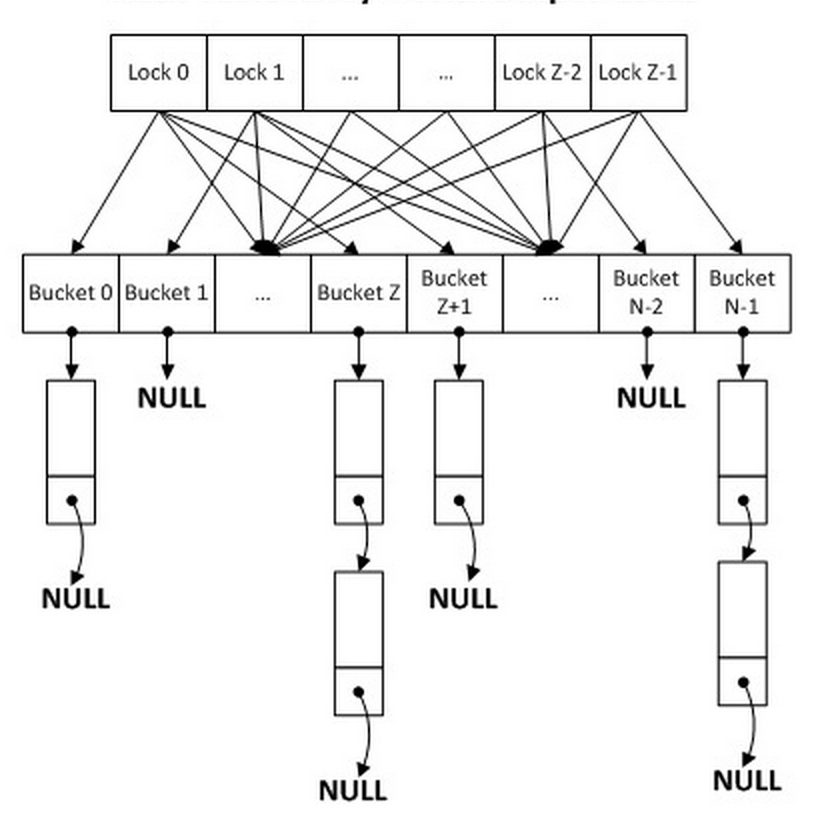 Lock 0 Lock 1 ... ... Lock Z-2 Lock Z-1
Bucket 0 Bucket 1 ... Bucket Z Bucket Z+1 ... Bucket N-2 Bucket N-1
NULL NULL
NULL NULL
NULL NULL